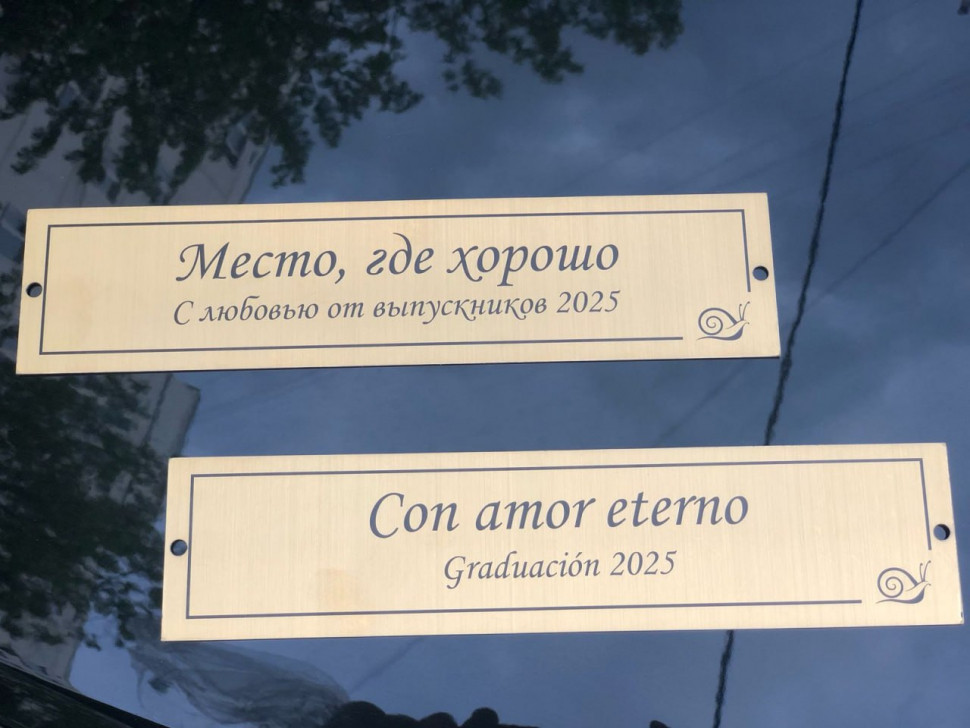 Место, где хорошо
С любовью от выпускников 2025
Con amor eterno
Graduación 2025